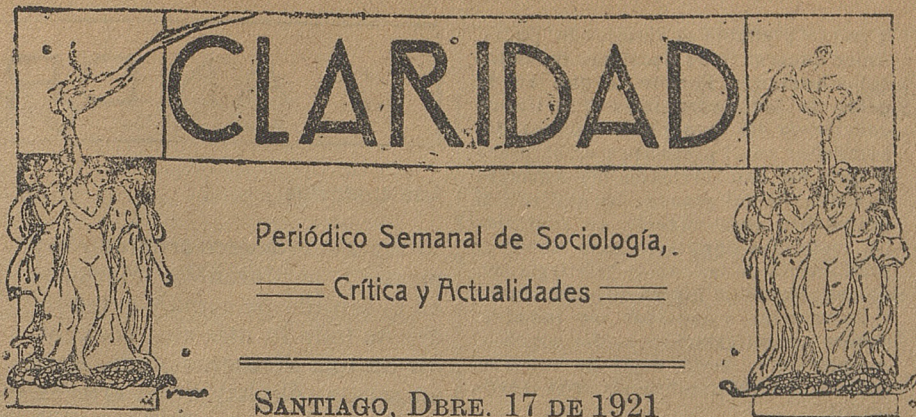 CLARIDAD
Periódico Semanal de Sociología,
Crítica y Actualidades
SANTIAGO, DBRE. 17 DE 1921